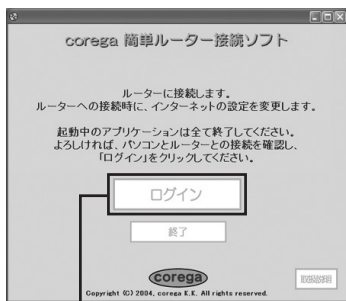 corega 簡単ルーター接続ソフト
ルーターに接続します。
ルーターへの接続時に、インターネットの設定を変更します。
起動中のアプリケーションは全て終了してください。
よろしければ、パソコンとルーターとの接続を確認し、
「ログイン」をクリックしてください。
ログイン
終了
corega
取扱説明
Copyright (C) 2004, corega K.K. All rights reserved.